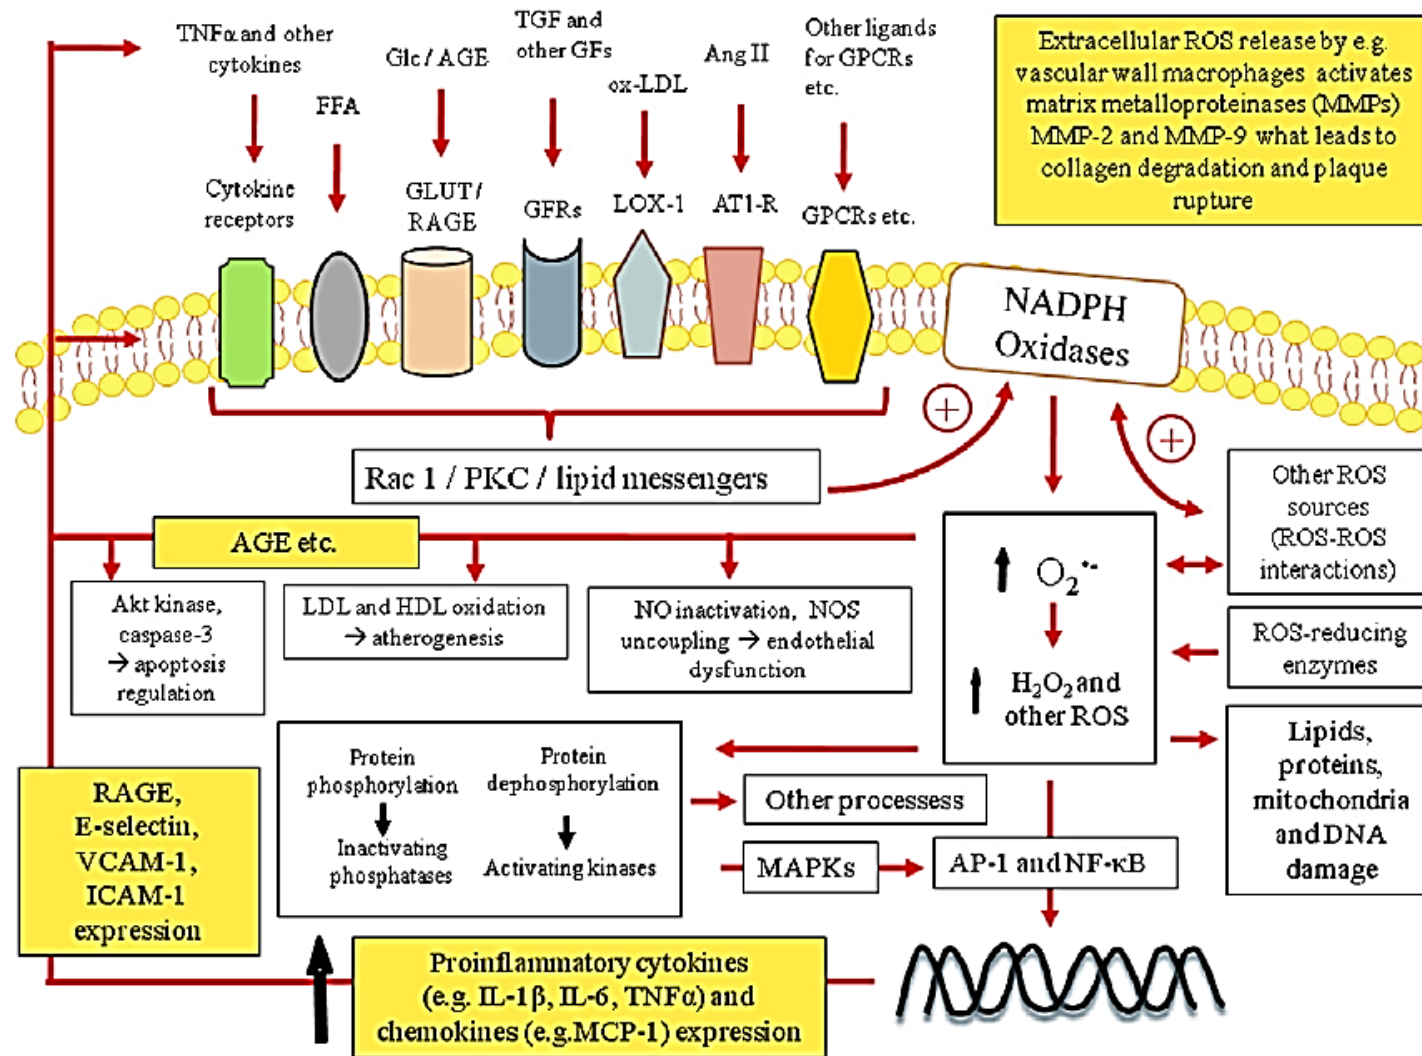 TNFα and other
cytokines
FFA
Glc / AGE
TGF and
other GFs
ox-LDL
Ang II
Other ligands
for GPCRs
etc.
Extracellular ROS release by e.g.
vascular wall macrophages activates
matrix metalloproteinases (MMPs)
MMP-2 and MMP-9 what leads to
collagen degradation and plaque
rupture
Cytokine
receptors
GLUT /
RAGE
GFRs
LOX-1
AT1-R
GPCRs etc.
NADPH
Oxidases
+
+
Rac 1 / PKC / lipid messengers
Other ROS
sources
(ROS-ROS
interactions)
AGE etc.
O₂•-
H₂O₂ and
other ROS
ROS-reducing
enzymes
Akt kinase,
caspase-3
→ apoptosis
regulation
LDL and HDL oxidation
→ atherogenesis
NO inactivation, NOS
uncoupling → endothelial
dysfunction
Lipids,
proteins,
mitochondria
and DNA
damage
Protein
phosphorylation
Inactivating
phosphatases
Protein
dephosphorylation
Activating kinases
Other processess
MAPKs
AP-1 and NF-κB
RAGE,
E-selectin,
VCAM-1,
ICAM-1
expression
Proinflammatory cytokines
(e.g. IL-1β, IL-6, TNFα) and
chemokines (e.g.MCP-1) expression